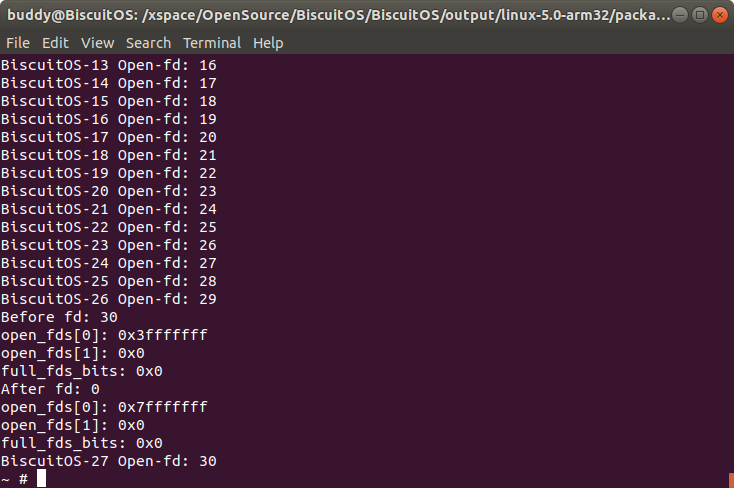 buddy@BiscuitOS: /xspace/OpenSource/BiscuitOS/BiscuitOS/output/linux-5.0-arm32/packa...
File Edit View Search Terminal Help
BiscuitOS-13 Open-fd: 16
BiscuitOS-14 Open-fd: 17
BiscuitOS-15 Open-fd: 18
BiscuitOS-16 Open-fd: 19
BiscuitOS-17 Open-fd: 20
BiscuitOS-18 Open-fd: 21
BiscuitOS-19 Open-fd: 22
BiscuitOS-20 Open-fd: 23
BiscuitOS-21 Open-fd: 24
BiscuitOS-22 Open-fd: 25
BiscuitOS-23 Open-fd: 26
BiscuitOS-24 Open-fd: 27
BiscuitOS-25 Open-fd: 28
BiscuitOS-26 Open-fd: 29
Before fd: 30
open_fds[0]: 0x3fffffff
open_fds[1]: 0x0
full_fds_bits: 0x0
After fd: 0
open_fds[0]: 0x7fffffff
open_fds[1]: 0x0
full_fds_bits: 0x0
BiscuitOS-27 Open-fd: 30
~ #